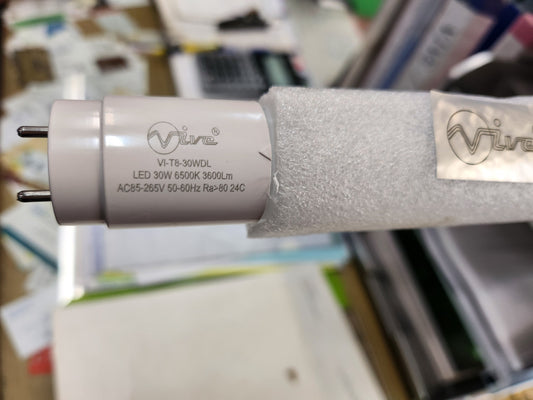 Vive®
VI-T8-30WDL
LED 30W 6500K 3600Lm
AC85-265V 50-60Hz Ra>80 24C
Vive